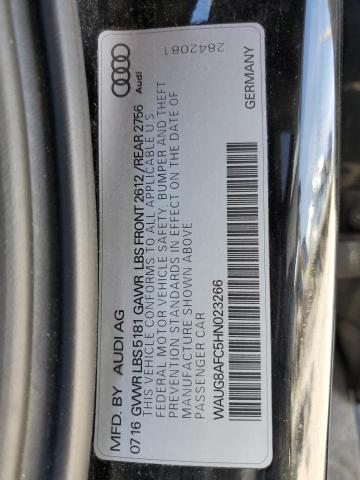 MFD. BY AUDI AG
Audi
07 16 GVWR LBS 5181 GAWR LBS FRONT 2612 / REAR 2756
THIS VEHICLE CONFORMS TO ALL APPLICABLE U S
FEDERAL MOTOR VEHICLE SAFETY, BUMPER AND THEFT
PREVENTION STANDARDS IN EFFECT ON THE DATE OF
MANUFACTURE SHOWN ABOVE
PASSENGER CAR
2842081
WAUG8AFC5HN023266
GERMANY